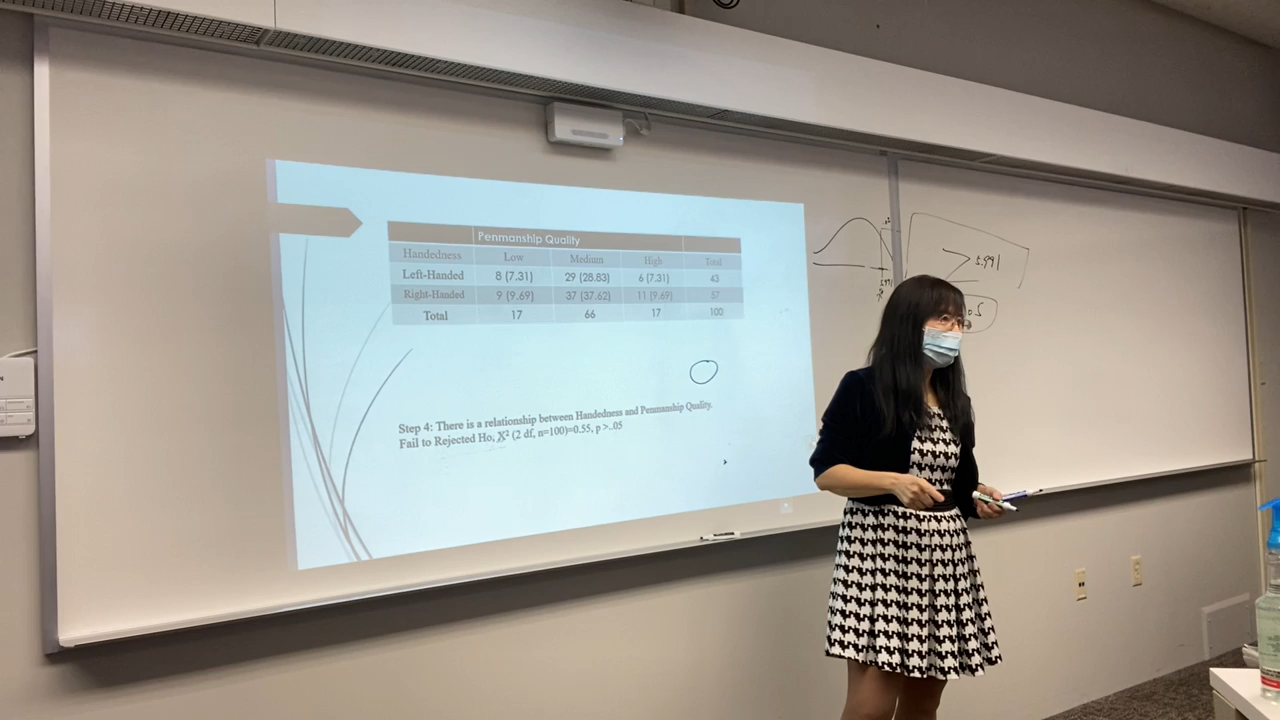 Penmanship Quality
Handedness Low Medium High Total
Left-Handed 8 (7.31) 29 (28.83) 6 (7.31) 43
Right-Handed 9 (9.69) 37 (37.62) 11 (9.69) 57
Total 17 66 17 100
Step 4: There is a relationship between Handedness and Penmanship Quality.
Fail to Rejected Ho, X² (2 df, n=100)=0.55, p >.05
5.991